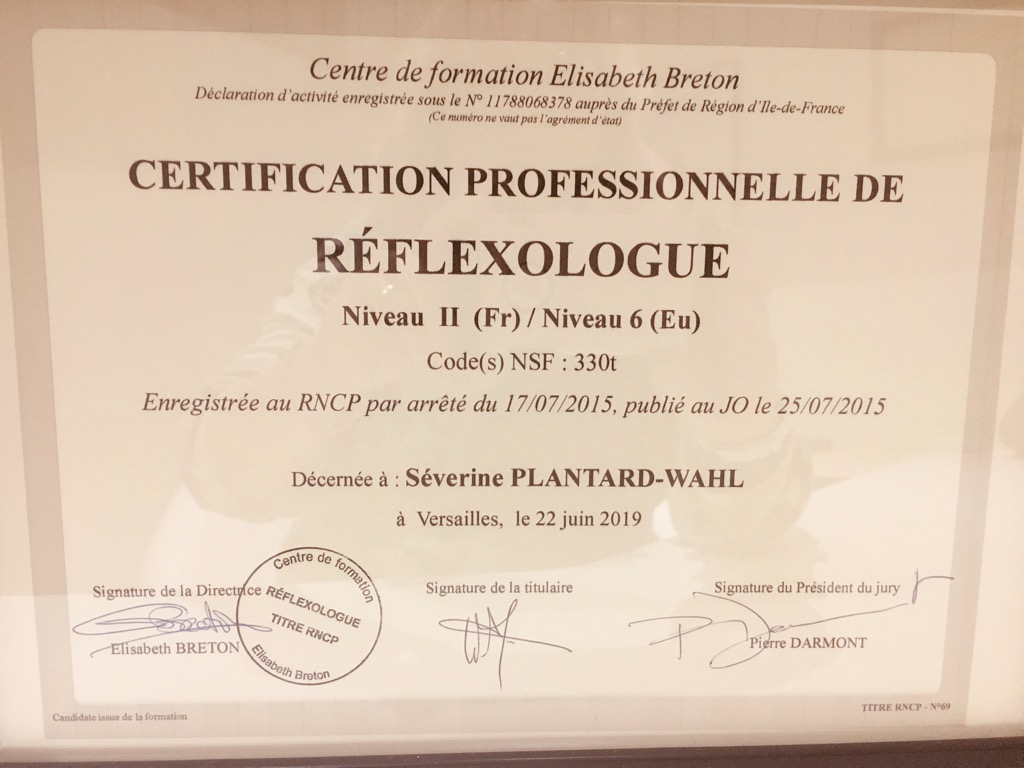 Centre de formation Elisabeth Breton
Déclaration d'activité enregistrée sous le N° 11788068378 auprès du Préfet de Région d'Ile-de-France
(Ce numéro ne vaut pas l'agrément d'état)
CERTIFICATION PROFESSIONNELLE DE
RÉFLEXOLOGUE
Niveau II (Fr) / Niveau 6 (Eu)
Code(s) NSF : 330t
Enregistrée au RNCP par arrêté du 17/07/2015, publié au JO le 25/07/2015
Décernée à : Séverine PLANTARD-WAHL
à Versailles, le 22 juin 2019
Signature de la Directrice
Elisabeth BRETON
Centre de formation
RÉFLEXOLOGUE
TITRE RNCP
Elisabeth Breton
Signature de la titulaire
Signature du Président du jury
Pierre DARMONT
Candidate issue de la formation
TITRE RNCP - N°69